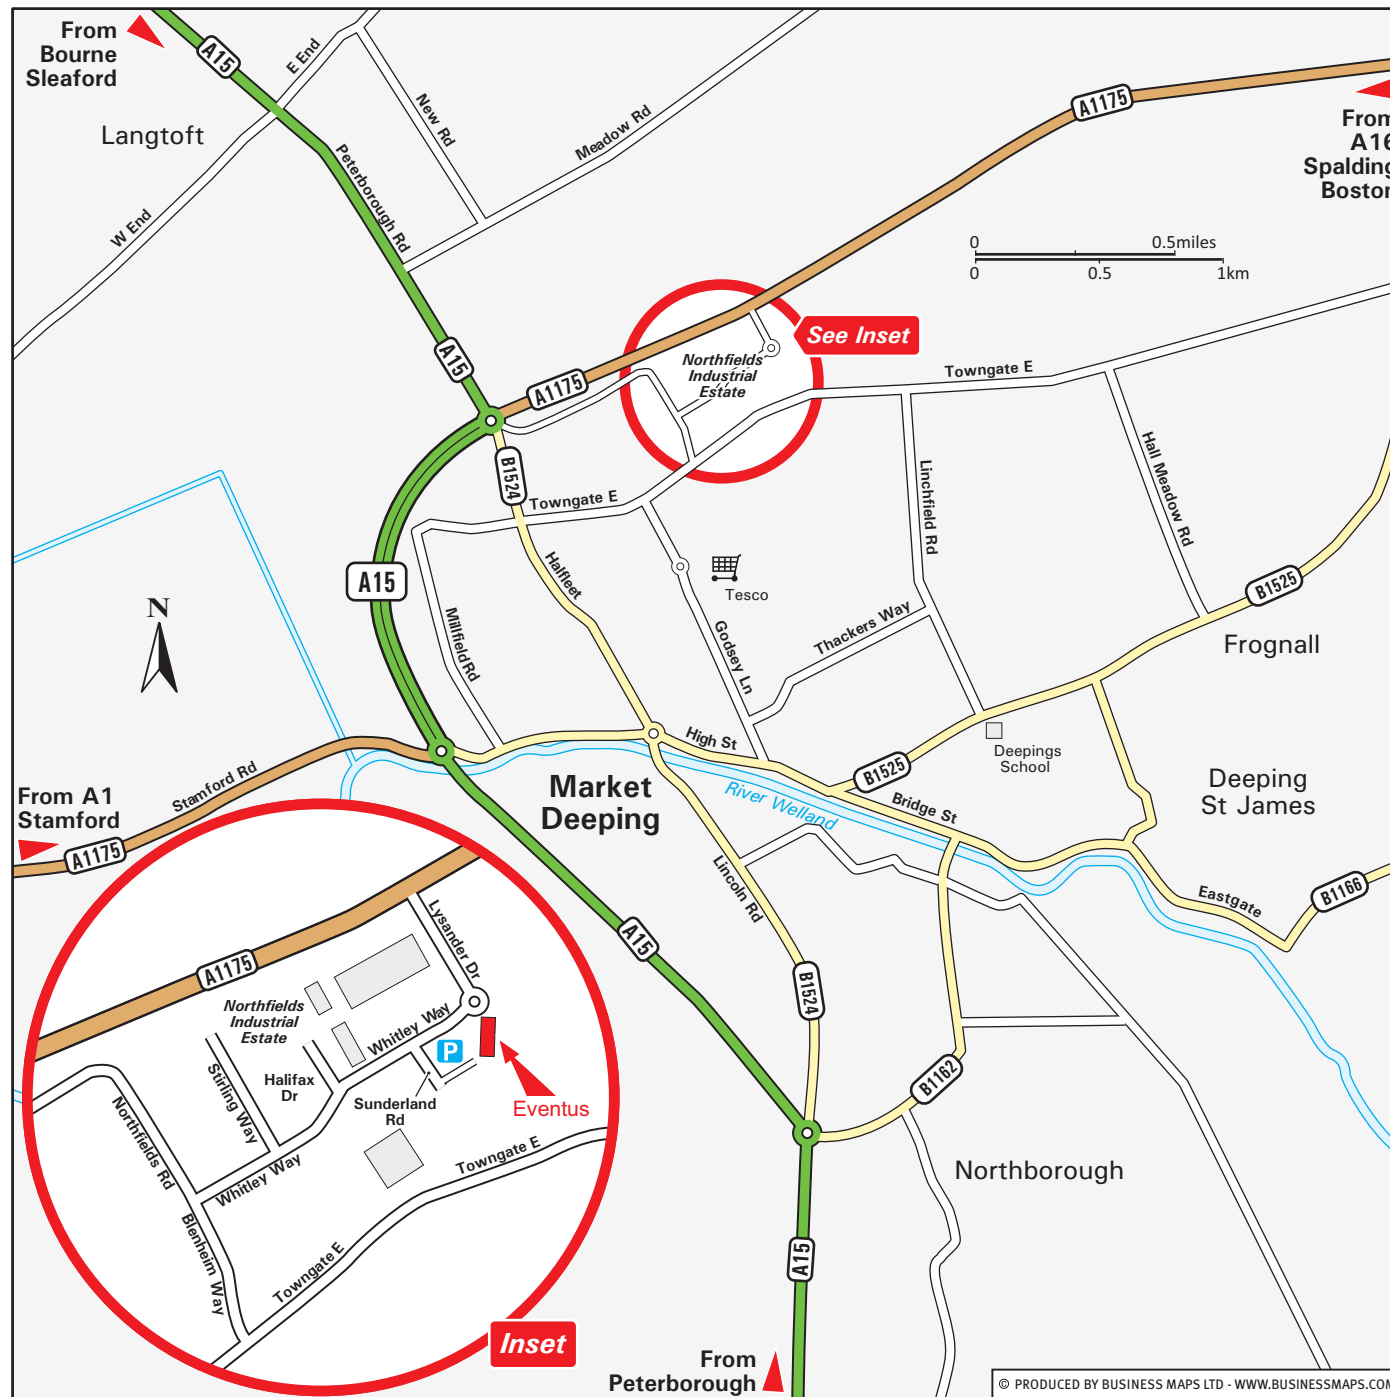 From
Bourne
Sleaford
A15
E End
Langtoft
New Rd
Meadow Rd
A1175
From
A16
Spalding
Boston
W End
Peterborough Rd
0 0.5miles
0 0.5 1km
A15
A1175
See Inset
Northfields
Industrial
Estate
Towngate E
B1524
Towngate E
Linchfield Rd
Hall Meadow Rd
A15
Halfleet
Tesco
B1525
N
Millfield Rd
Godsey Ln
Thackers Way
Frognall
High St
Deepings
School
B1525
Stamford Rd
Market
Deeping
River Welland
Bridge St
Deeping
St James
From A1
Stamford
A1175
Lincoln Rd
Eastgate
B1166
A15
B1524
B1162
Northborough
A15
From
Peterborough
A1175
Lysander Dr
Northfields
Industrial
Estate
Whitley Way
P
Stirling Way
Halifax
Dr
Sunderland
Rd
Eventus
Northfields Rd
Whitley Way
Towngate E
Blenheim Way
Towngate E
Inset
© PRODUCED BY BUSINESS MAPS LTD - WWW.BUSINESSMAPS.COM